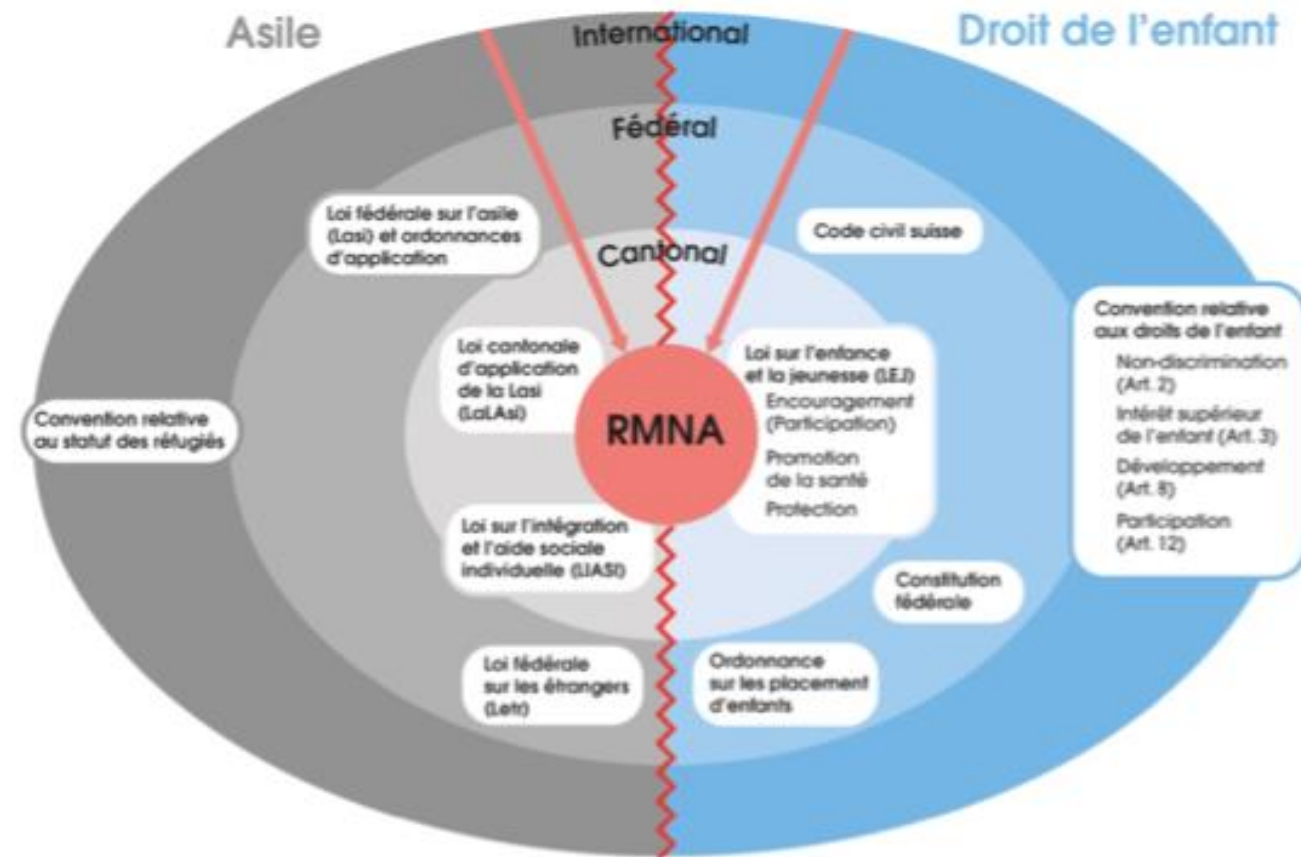 Asile
Droit de l'enfant
International
Fédéral
Cantonal
Loi fédérale sur l'asile
(Lasi) et ordonnances
d'application
Code civil suisse
Loi cantonale
d'application
de la Lasi
(LaLAsi)
Convention relative
au statut des réfugiés
RMNA
Loi sur l'enfance
et la jeunesse (LEJ)
Encouragement
(Participation)
Promotion
de la santé
Protection
Convention relative
aux droits de l'enfant
Non-discrimination
(Art. 2)
Intérêt supérieur
de l'enfant (Art. 3)
Développement
(Art. 8)
Participation
(Art. 12)
Loi sur l'intégration
et l'aide sociale
individuelle (LIASI)
Constitution
fédérale
Loi fédérale
sur les étrangers
(Letr)
Ordonnance
sur les placement
d'enfants